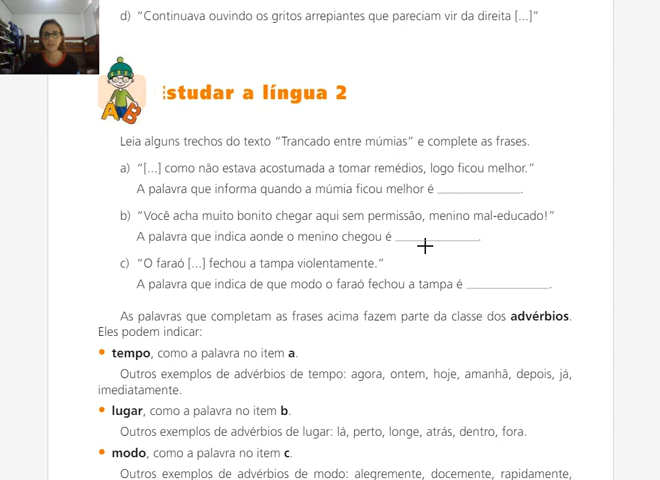 d) “Continuava ouvindo os gritos arrepiantes que pareciam vir da direita [...]”
Estudar a língua 2
Leia alguns trechos do texto “Trancado entre múmias” e complete as frases.
a) “[...] como não estava acostumada a tomar remédios, logo ficou melhor.”
A palavra que informa quando a múmia ficou melhor é ____________.
b) “Você acha muito bonito chegar aqui sem permissão, menino mal-educado!”
A palavra que indica aonde o menino chegou é ____________.
c) “O faraó [...] fechou a tampa violentamente.”
A palavra que indica de que modo o faraó fechou a tampa é ____________.
As palavras que completam as frases acima fazem parte da classe dos advérbios.
Eles podem indicar:
• tempo, como a palavra no item a.
Outros exemplos de advérbios de tempo: agora, ontem, hoje, amanhã, depois, já,
imediatamente.
• lugar, como a palavra no item b.
Outros exemplos de advérbios de lugar: lá, perto, longe, atrás, dentro, fora.
• modo, como a palavra no item c.
Outros exemplos de advérbios de modo: alegremente, docemente, rapidamente,